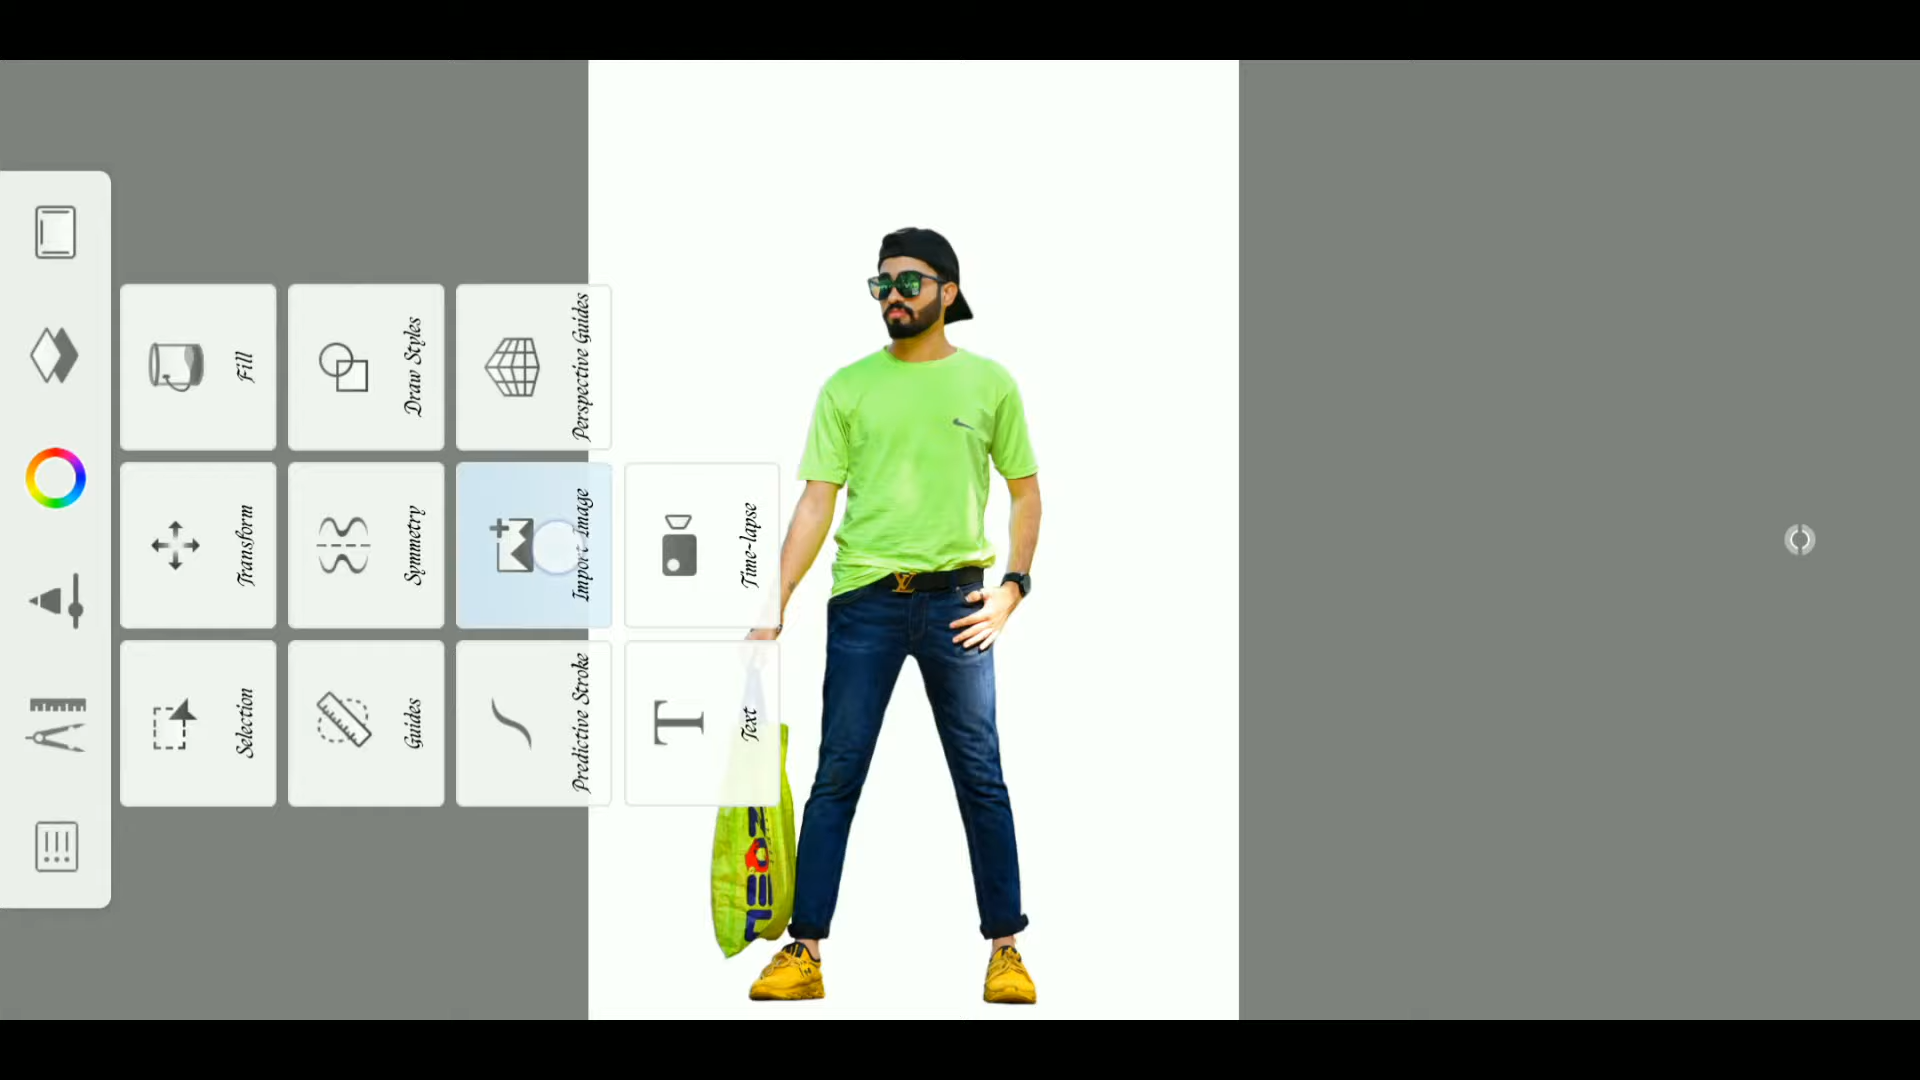 Fill
Draw Styles
Perspective Guides
Transform
Symmetry
Import Image
Time-lapse
Selection
Guides
Predictive Stroke
Text